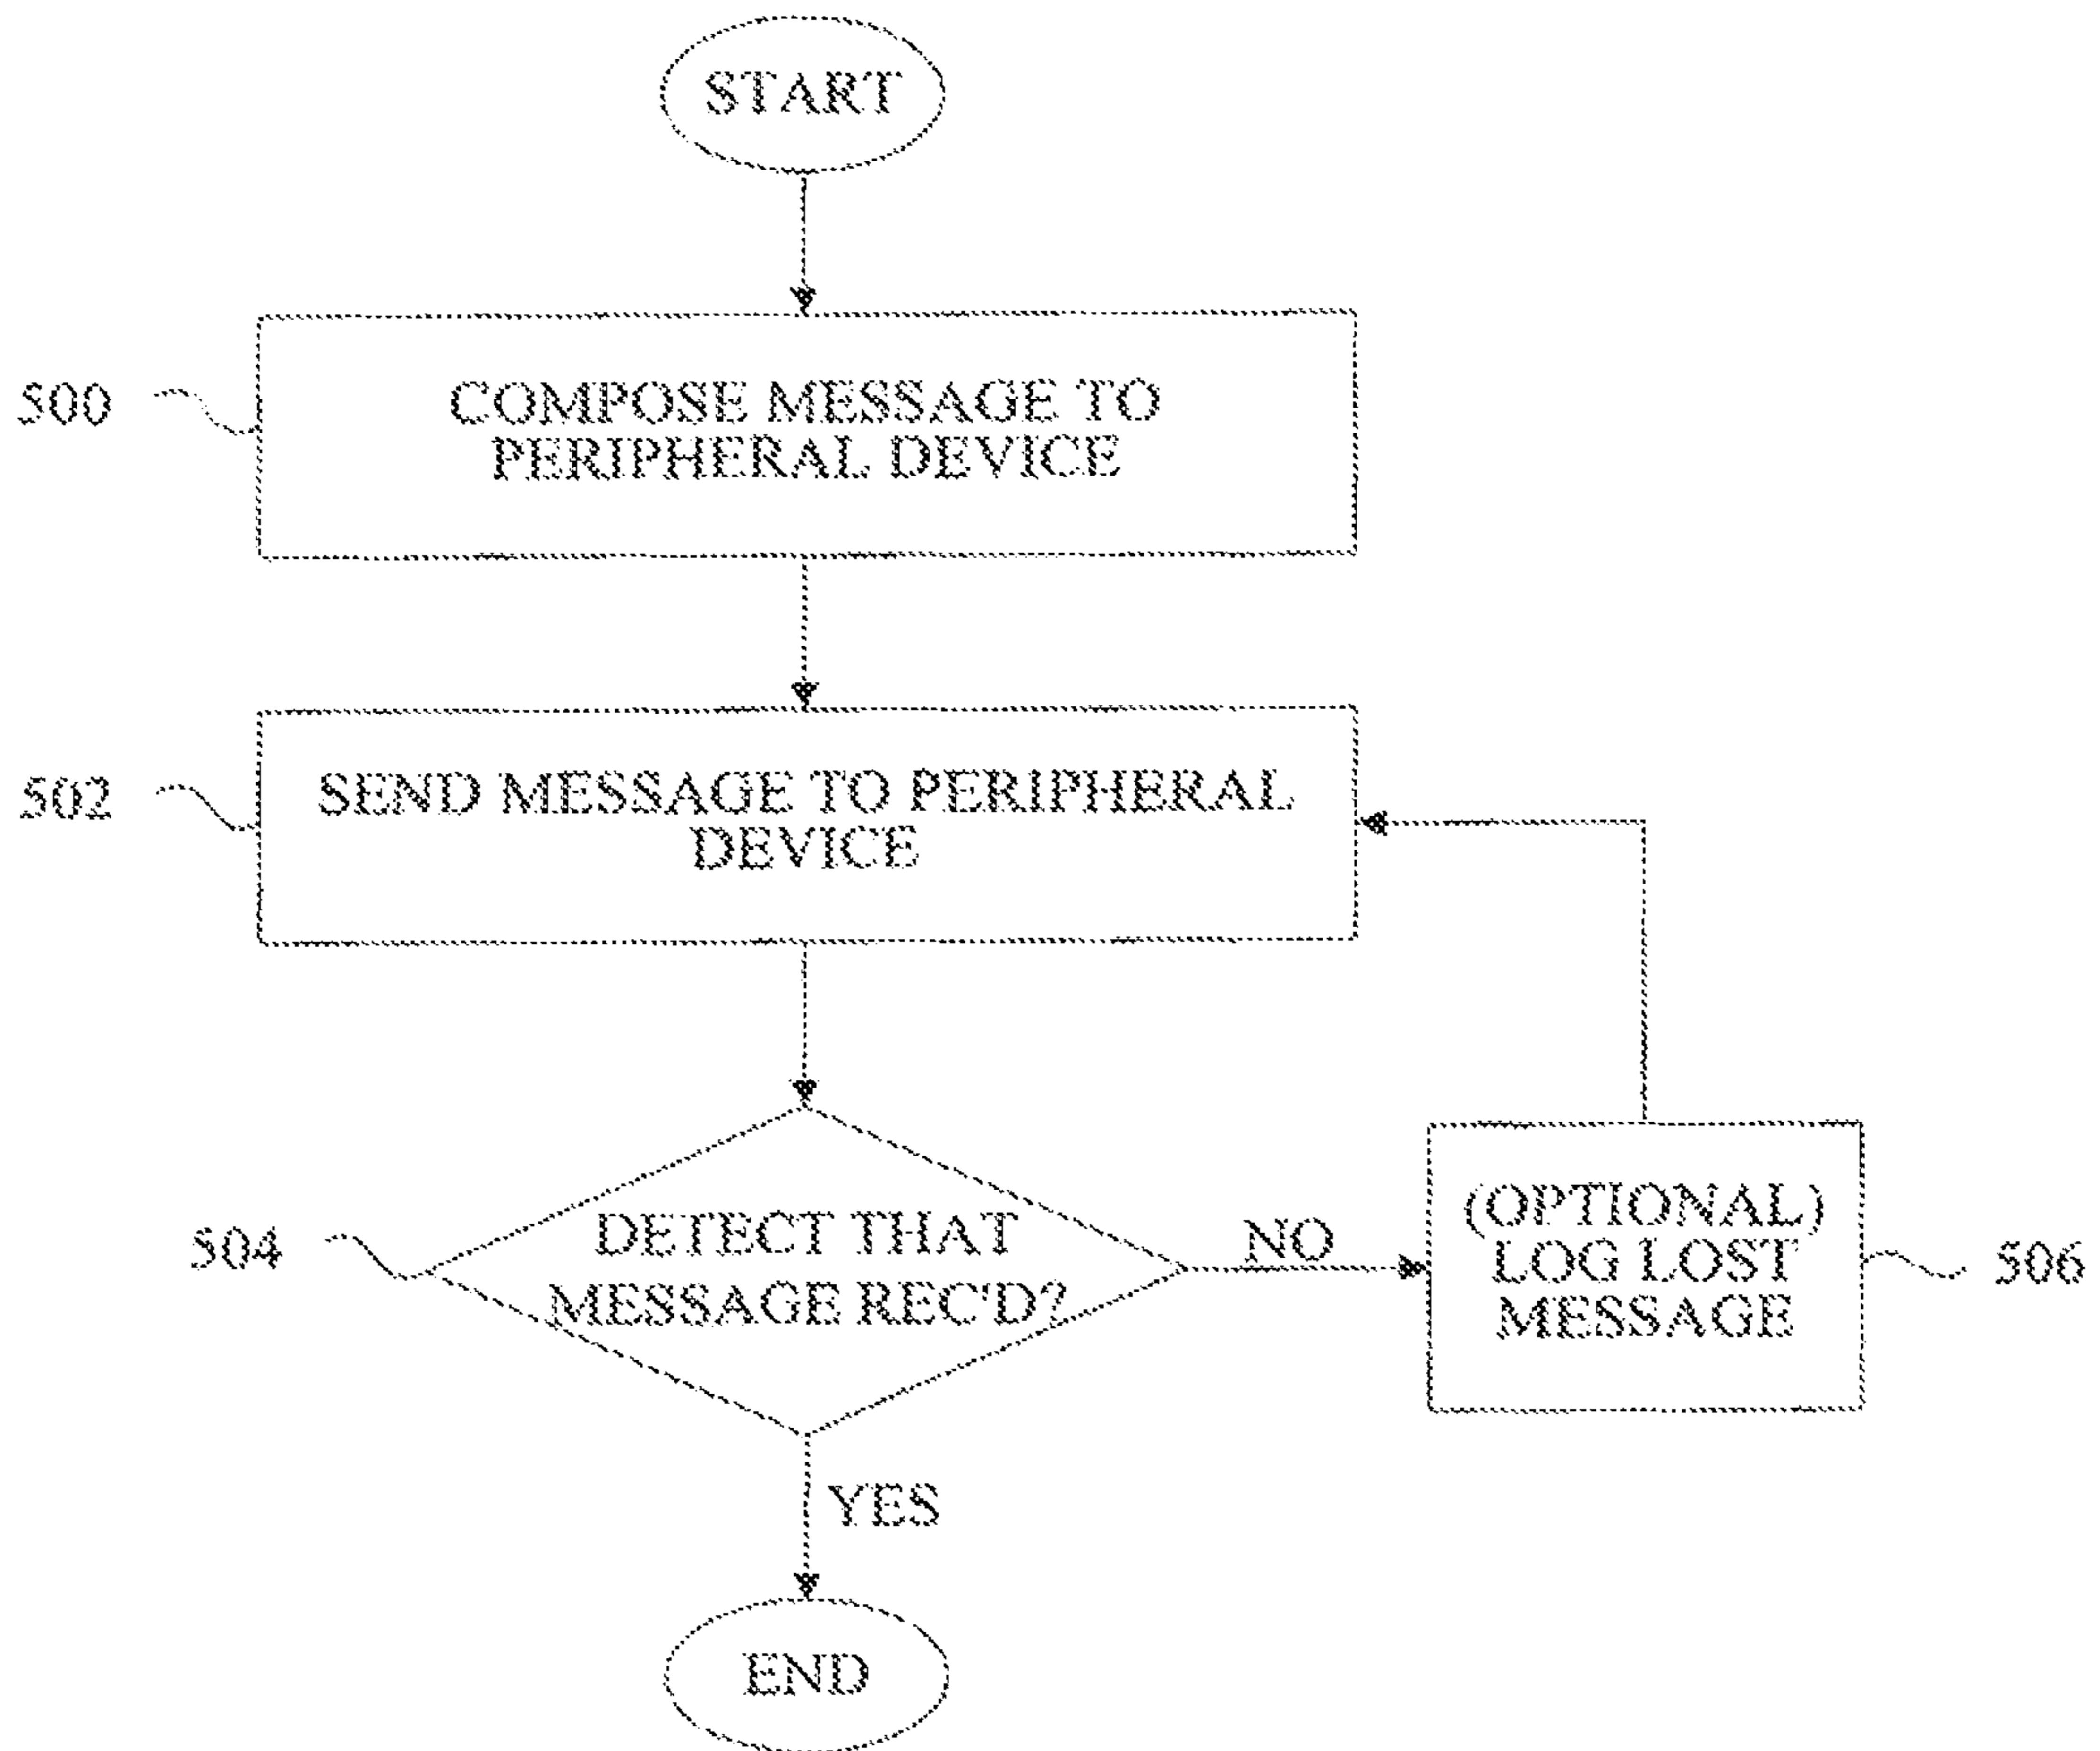 START
500
COMPOSE MESSAGE TO
PERIPHERAL DEVICE
502
SEND MESSAGE TO PERIPHERAL
DEVICE
504
DETECT THAT
MESSAGE REC'D?
NO
(OPTIONAL)
LOG LOST
MESSAGE
506
YES
END